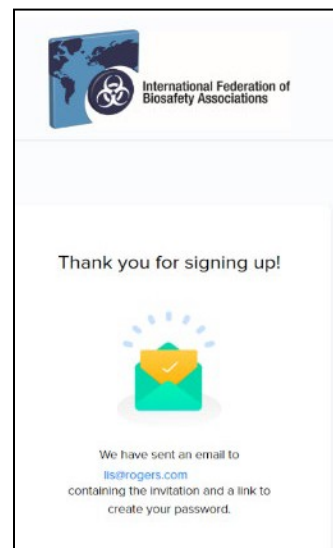 International Federation of
Biosafety Associations
Thank you for signing up!
We have sent an email to
lis@rogers.com
containing the invitation and a link to
create your password.